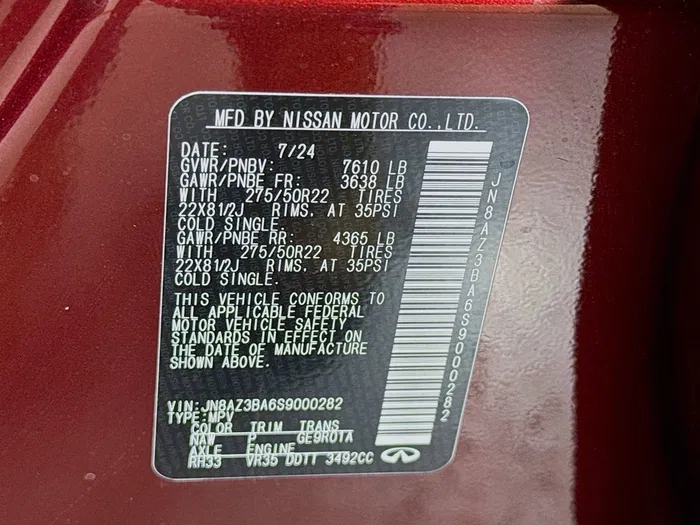 MFD BY NISSAN MOTOR CO.,LTD.
DATE: 7/24
GVWR/PNBV: 7610 LB
GAWR/PNBE FR: 3638 LB
WITH 275/50R22 TIRES
22X81/2J RIMS. AT 35PSI
COLD SINGLE.
GAWR/PNBE RR: 4365 LB
WITH 275/50R22 TIRES
22X81/2J RIMS. AT 35PSI
COLD SINGLE.
THIS VEHICLE CONFORMS TO
ALL APPLICABLE FEDERAL
MOTOR VEHICLE SAFETY
STANDARDS IN EFFECT ON
THE DATE OF MANUFACTURE
SHOWN ABOVE.
VIN:JN8AZ3BA6S9000282
TYPE:MPV
COLOR TRIM TRANS
NAW P GE9R01A
AXLE ENGINE
RH33 VR35 DDTT 3492CC
JN8AZ3BA6S9000282